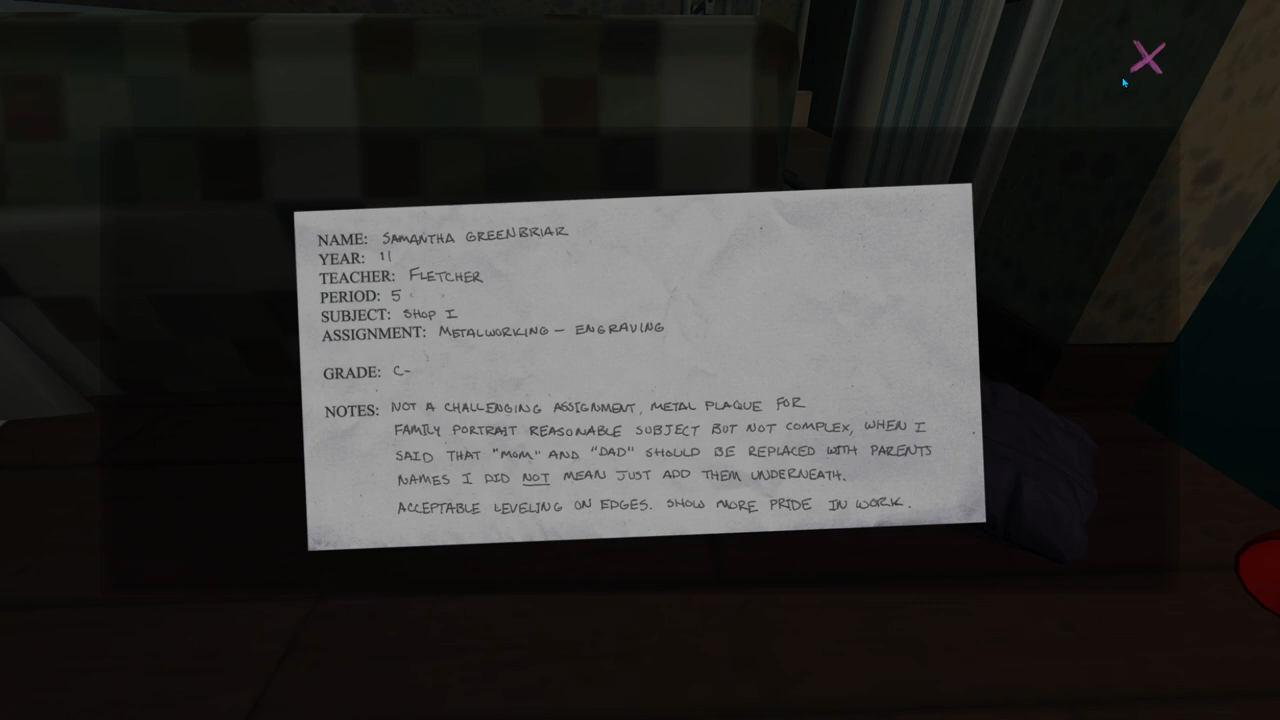 NAME: SAMANTHA GREENBRIAR
YEAR: 11
TEACHER: FLETCHER
PERIOD: 5
SUBJECT: SHOP I
ASSIGNMENT: METALWORKING - ENGRAVING
GRADE: C-
NOTES: NOT A CHALLENGING ASSIGNMENT, METAL PLAQUE FOR
FAMILY PORTRAIT REASONABLE SUBJECT BUT NOT COMPLEX, WHEN I
SAID THAT "MOM" AND "DAD" SHOULD BE REPLACED WITH PARENTS
NAMES I DID NOT MEAN JUST ADD THEM UNDERNEATH.
ACCEPTABLE LEVELING ON EDGES. SHOW MORE PRIDE IN WORK.